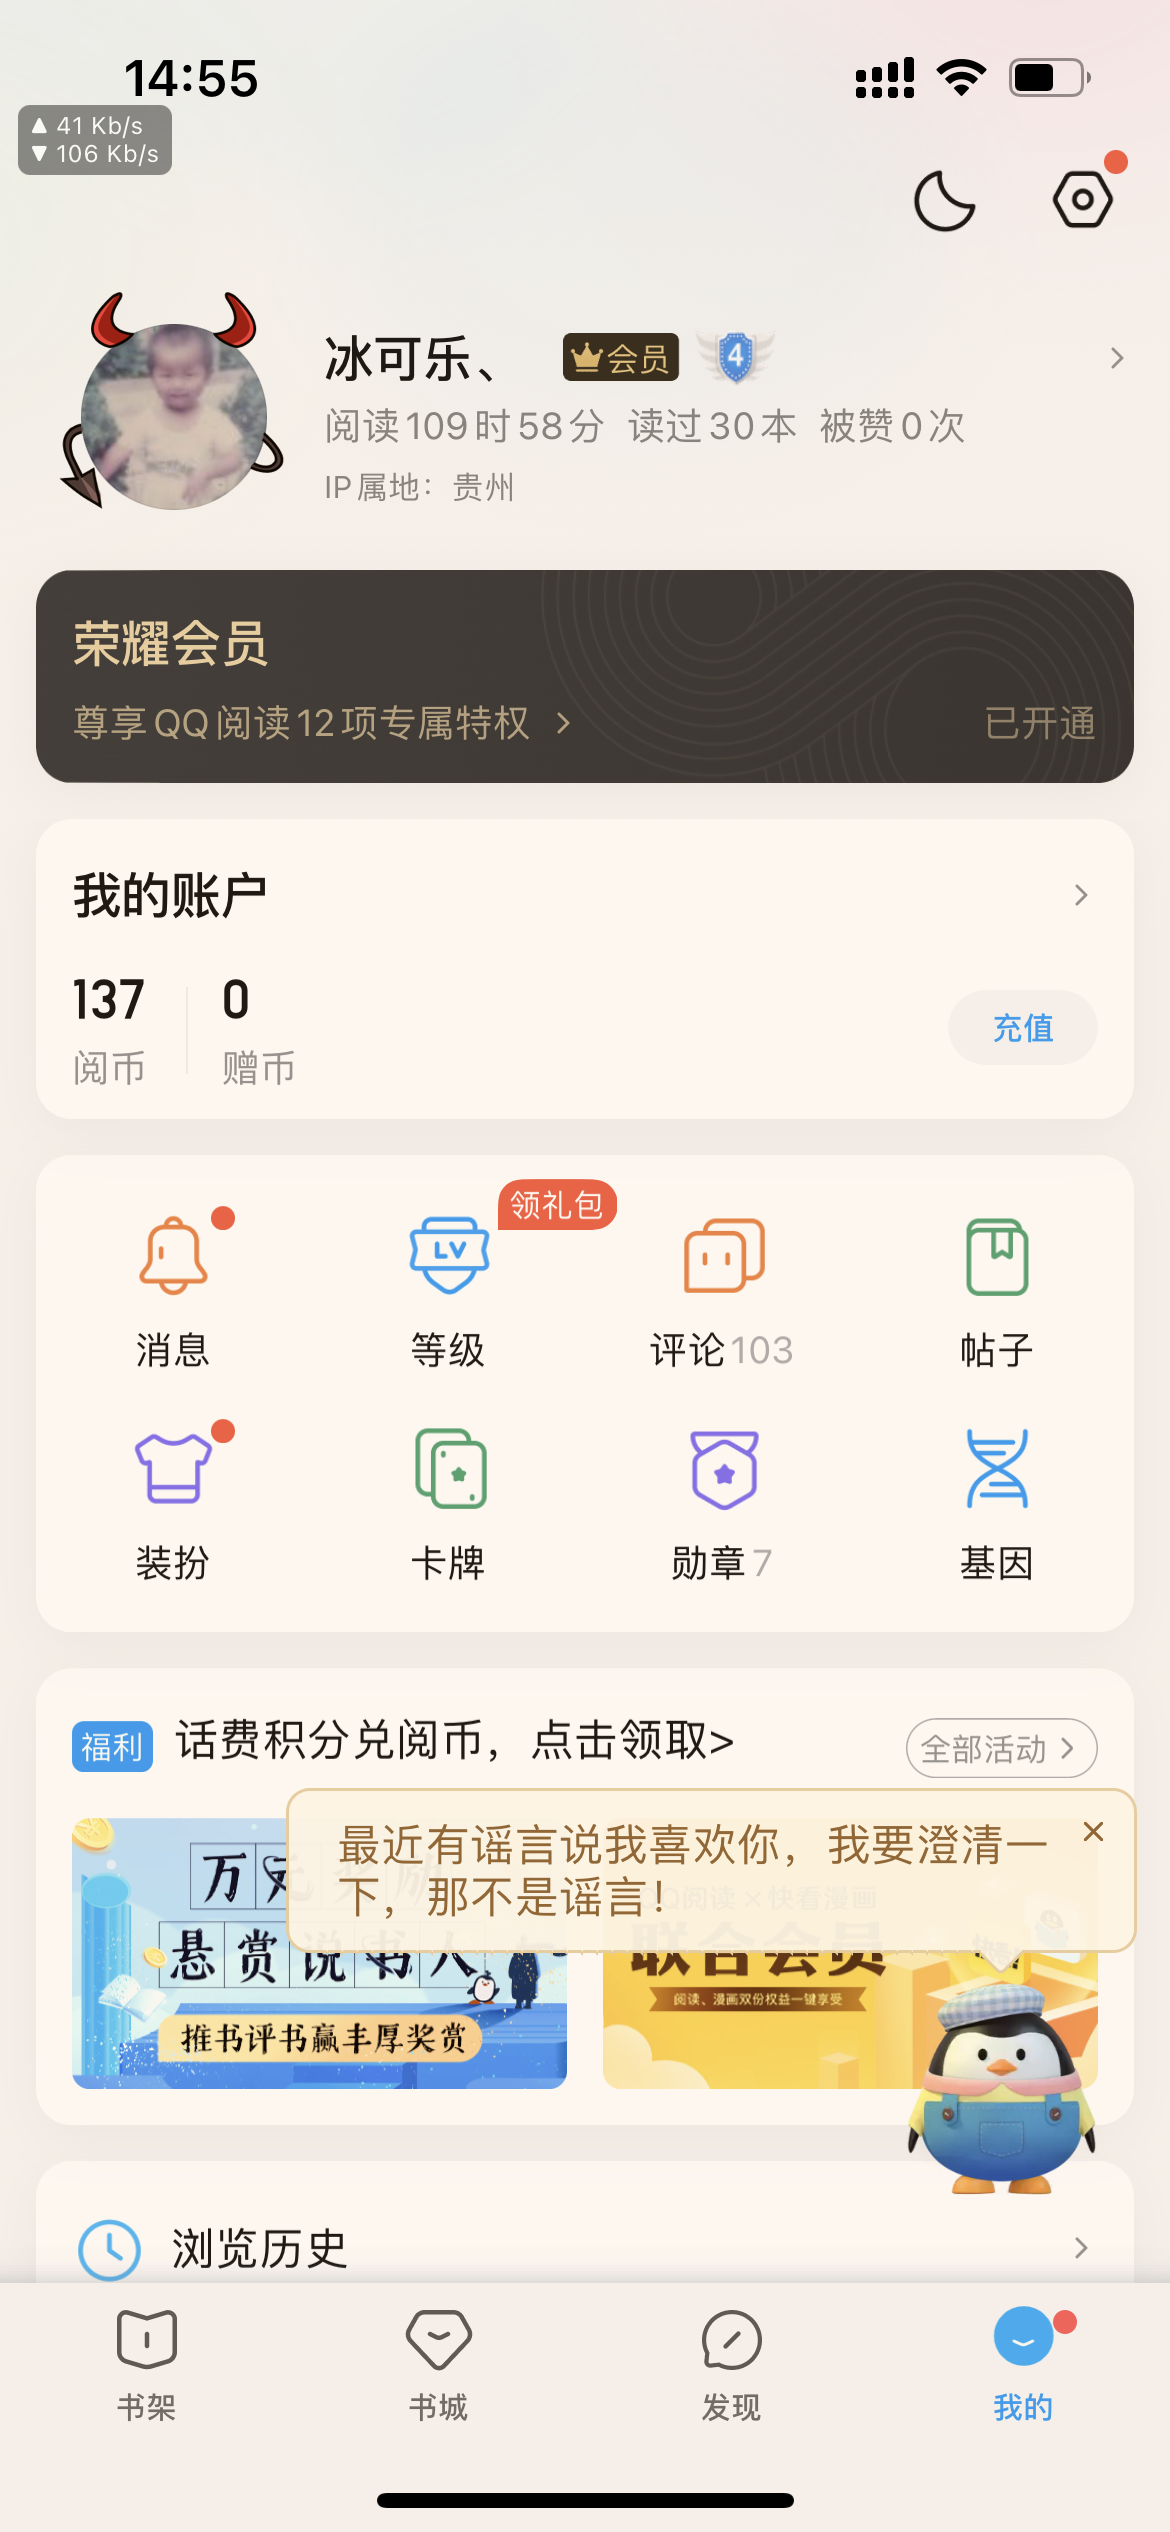 14:55
41 Kb/s
106 Kb/s
冰可乐、 会员 4
阅读109时58分 读过30本 被赞0次
IP属地：贵州
荣耀会员
尊享QQ阅读12项专属特权
已开通
我的账户
137
0
阅币
赠币
充值
领礼包
LV
消息
等级
评论103
帖子
装扮
卡牌
勋章7
基因
福利 话费积分兑阅币，点击领取>
全部活动
最近有谣言说我喜欢你，我要澄清一
下，那不是谣言！
万元奖励
悬赏说书人
推书评书赢丰厚奖赏
QQ阅读×快看漫画
联合会员
阅读、漫画双份权益一键享受
浏览历史
书架
书城
发现
我的